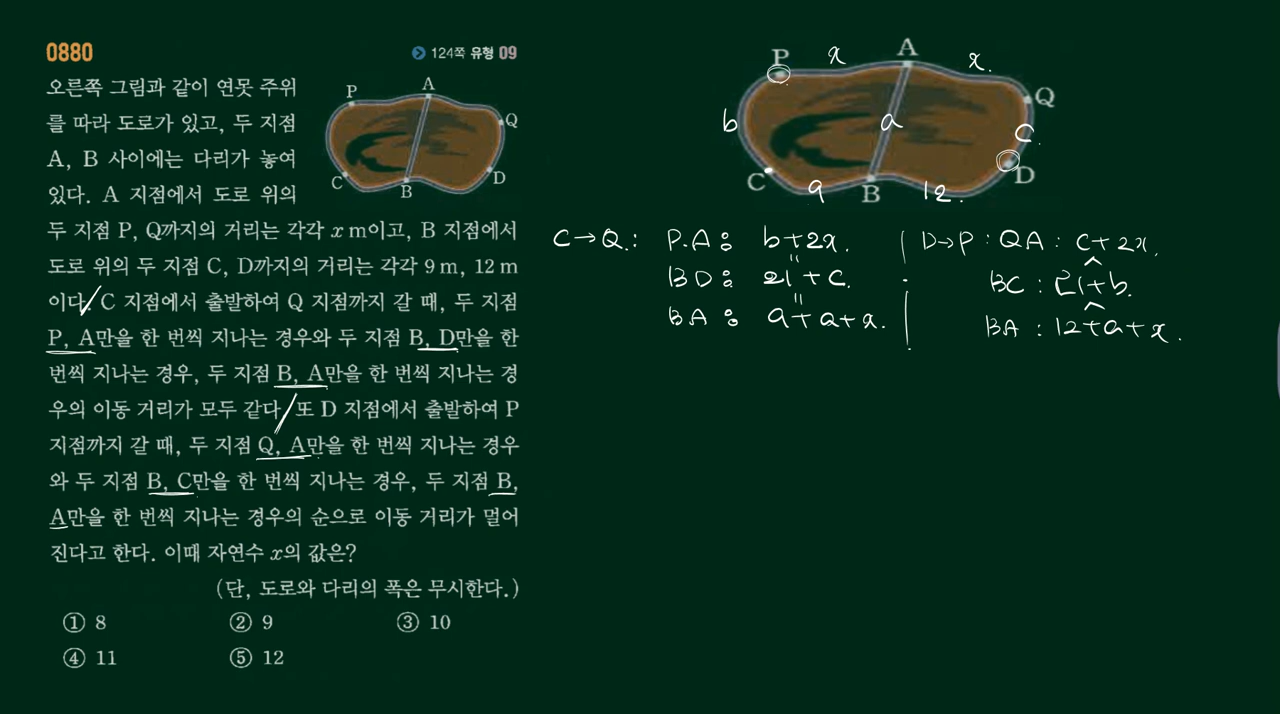 0880
124쪽 유형 09
오른쪽 그림과 같이 연못 주위
를 따라 도로가 있고, 두 지점
A, B 사이에는 다리가 놓여
있다. A 지점에서 도로 위의
두 지점 P, Q까지의 거리는 각각 x m이고, B 지점에서
도로 위의 두 지점 C, D까지의 거리는 각각 9 m, 12 m
이다. C 지점에서 출발하여 Q 지점까지 갈 때, 두 지점
P, A만을 한 번씩 지나는 경우와 두 지점 B, D만을 한
번씩 지나는 경우, 두 지점 B, A만을 한 번씩 지나는 경
우의 이동 거리가 모두 같다. 또 D 지점에서 출발하여 P
지점까지 갈 때, 두 지점 Q, A만을 한 번씩 지나는 경우
와 두 지점 B, C만을 한 번씩 지나는 경우, 두 지점 B,
A만을 한 번씩 지나는 경우의 순으로 이동 거리가 멀어
진다고 한다. 이때 자연수 x의 값은?
(단, 도로와 다리의 폭은 무시한다.)
① 8 ② 9 ③ 10
④ 11 ⑤ 12
P A Q
C B D
P x A x. Q
b a C.
C 9 B 12. D
C→Q.: P.A: b+2x.
"
BD: 21+C.
"
BA: 9+a+x.
D→P: QA: C+2x.
^
BC: 21+b.
^
BA: 12+a+x.